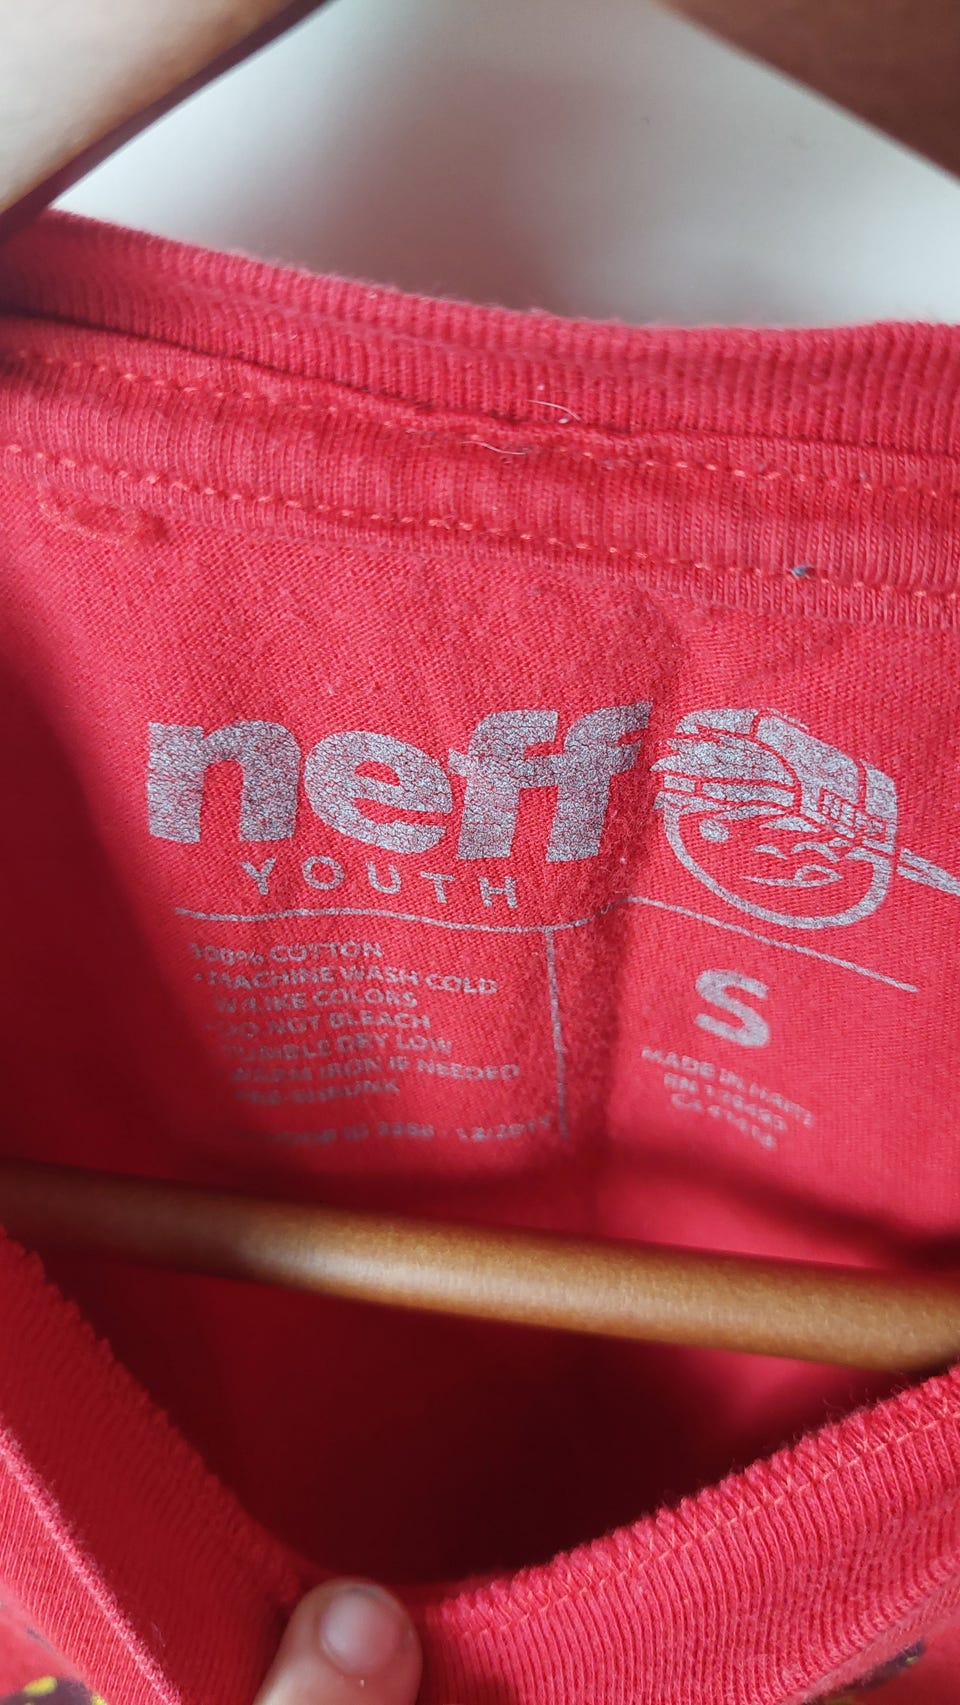 neff
YOUTH
100% COTTON
• MACHINE WASH COLD
W/LIKE COLORS
• DO NOT BLEACH
TUMBLE DRY LOW
WARM IRON IF NEEDED
PRE-SHRUNK
S
MADE IN HAITI